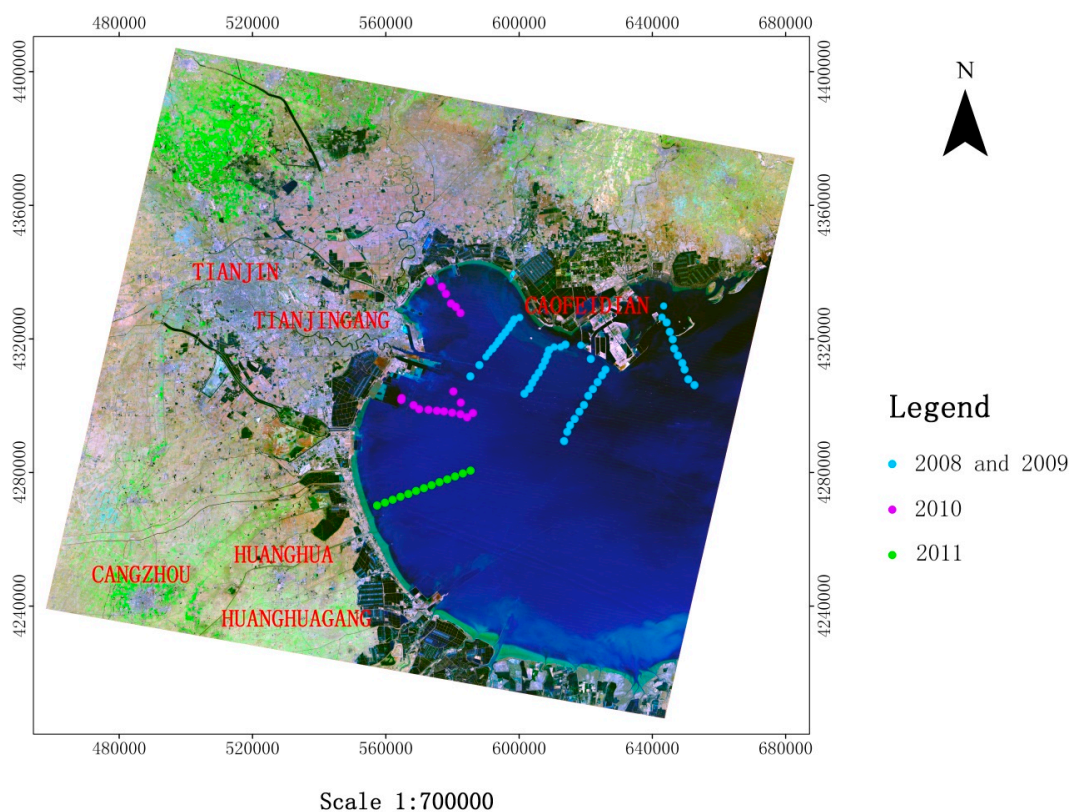 480000 520000 560000 600000 640000 680000
4400000 4400000
N
4360000 4360000
TIANJIN
CAOFEIDIAN
TIANJINGANG
4320000 4320000
Legend
2008 and 2009
4280000 4280000
2010
2011
HUANGHUA
CANGZHOU
HUANGHUAGANG
4240000 4240000
480000 520000 560000 600000 640000 680000
Scale 1:700000